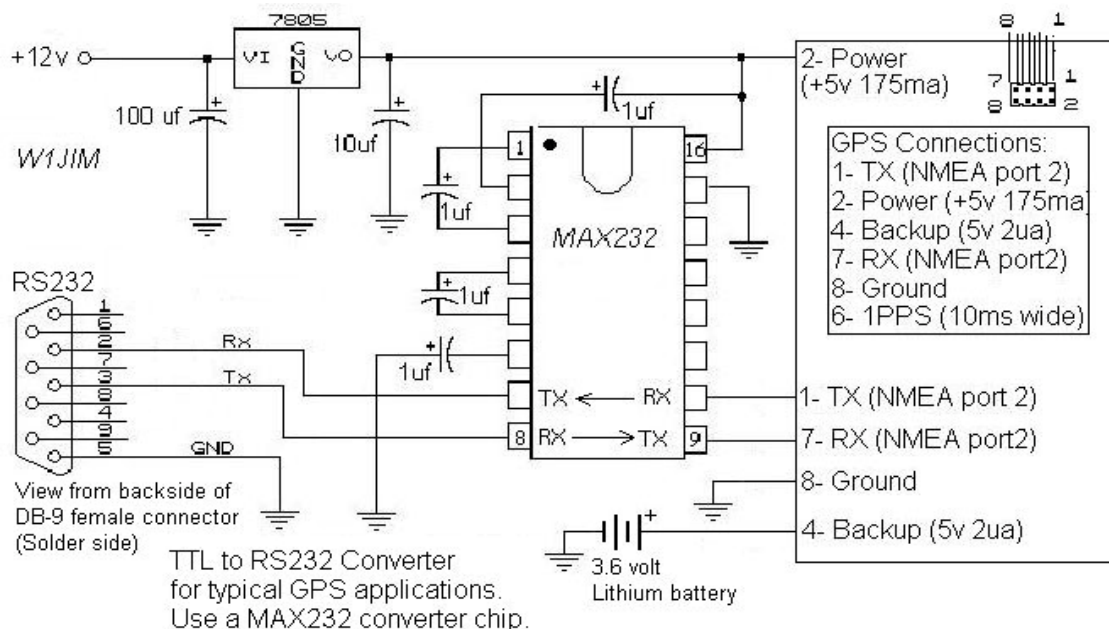 7805
+12v
VI
GND
VO
100 uf
10uf
W1JIM
1uf
1
16
1uf
MAX232
1uf
1uf
TX ← RX
8 RX → TX 9
RS232
1
6
2
7
3
8
4
9
5
Rx
Tx
GND
View from backside of
DB-9 female connector
(Solder side)
TTL to RS232 Converter
for typical GPS applications.
Use a MAX232 converter chip.
3.6 volt
Lithium battery
+
8 1
7 1
8 2
2- Power
(+5v 175ma)
GPS Connections:
1- TX (NMEA port 2)
2- Power (+5v 175ma
4- Backup (5v 2ua)
7- RX (NMEA port2)
8- Ground
6- 1PPS (10ms wide)
1- TX (NMEA port 2)
7- RX (NMEA port2)
8- Ground
4- Backup (5v 2ua)